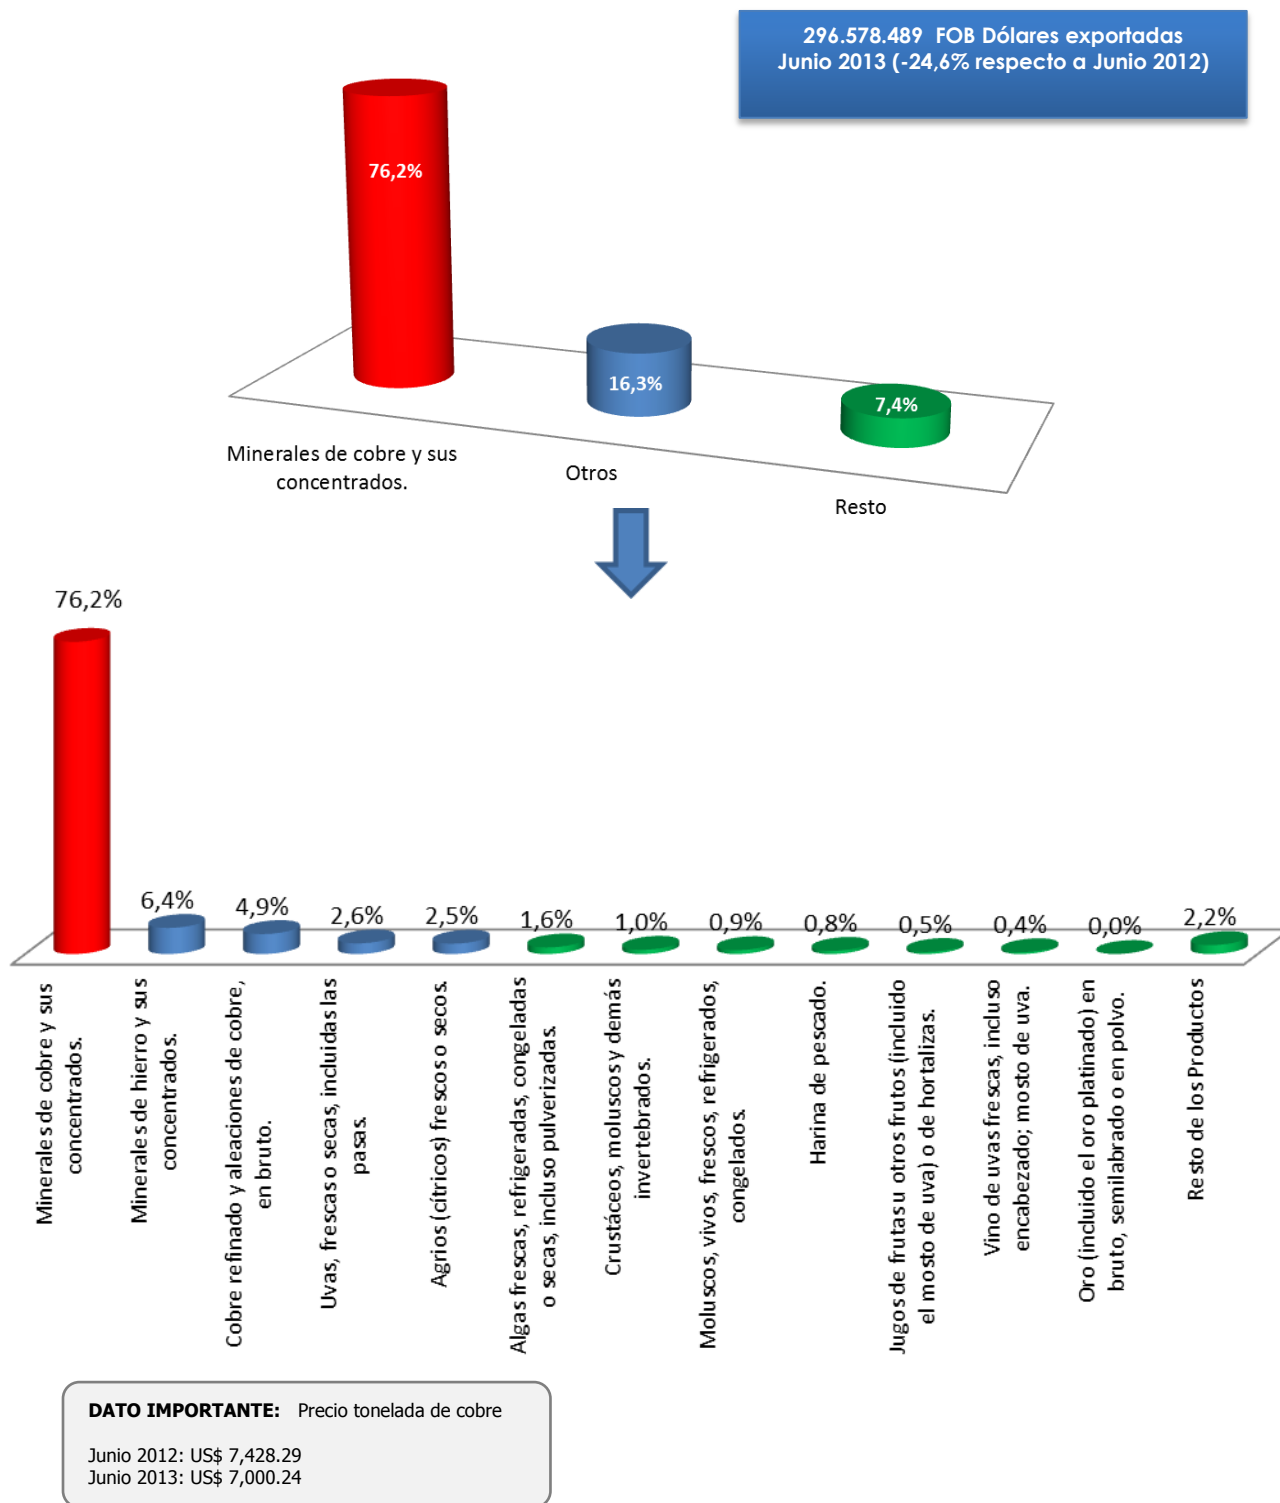 296.578.489  FOB Dólares exportadas
Junio 2013 (-24,6% respecto a Junio 2012)
76,2%
16,3%
7,4%
Minerales de cobre y sus
concentrados.
Otros
Resto
76,2%
6,4%
4,9%
2,6%
2,5%
1,6%
1,0%
0,9%
0,8%
0,5%
0,4%
0,0%
2,2%
Minerales de cobre y sus
concentrados.
Minerales de hierro y sus
concentrados.
Cobre refinado y aleaciones de cobre,
en bruto.
Uvas, frescas o secas, incluidas las
pasas.
Agrios (cítricos) frescos o secos.
Algas frescas, refrigeradas, congeladas
o secas, incluso pulverizadas.
Crustáceos, moluscos y demás
invertebrados.
Moluscos, vivos, frescos, refrigerados,
congelados.
Harina de pescado.
Jugos de frutas u otros frutos (incluido
el mosto de uva) o de hortalizas.
Vino de uvas frescas, incluso
encabezado; mosto de uva.
Oro (incluido el oro platinado) en
bruto, semilabrado o en polvo.
Resto de los Productos
DATO IMPORTANTE:   Precio tonelada de cobre
Junio 2012: US$ 7,428.29
Junio 2013: US$ 7,000.24